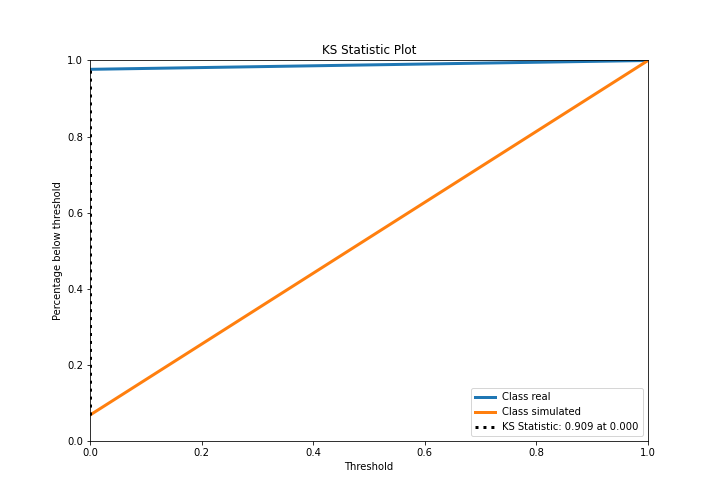 KS Statistic Plot
Percentage below threshold
1.0
0.8
0.6
0.4
0.2
0.0
0.0 0.2 0.4 0.6 0.8 1.0
Threshold
Class real
Class simulated
KS Statistic: 0.909 at 0.000